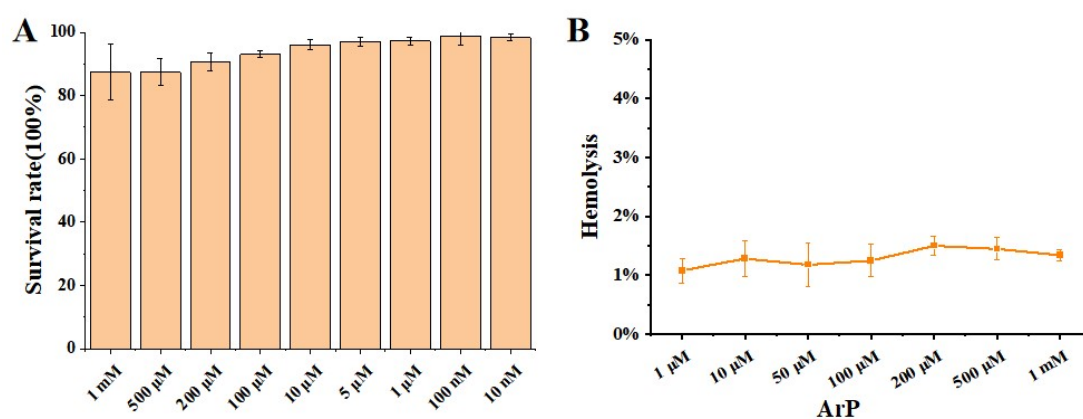 A
Survival rate(100%)
100
80
60
40
20
0
1 mM
500 μM
200 μM
100 μM
10 μM
5 μM
1 μM
100 nM
10 nM
B
Hemolysis
5%
4%
3%
2%
1%
0%
1 μM
10 μM
50 μM
100 μM
200 μM
500 μM
1 mM
ArP